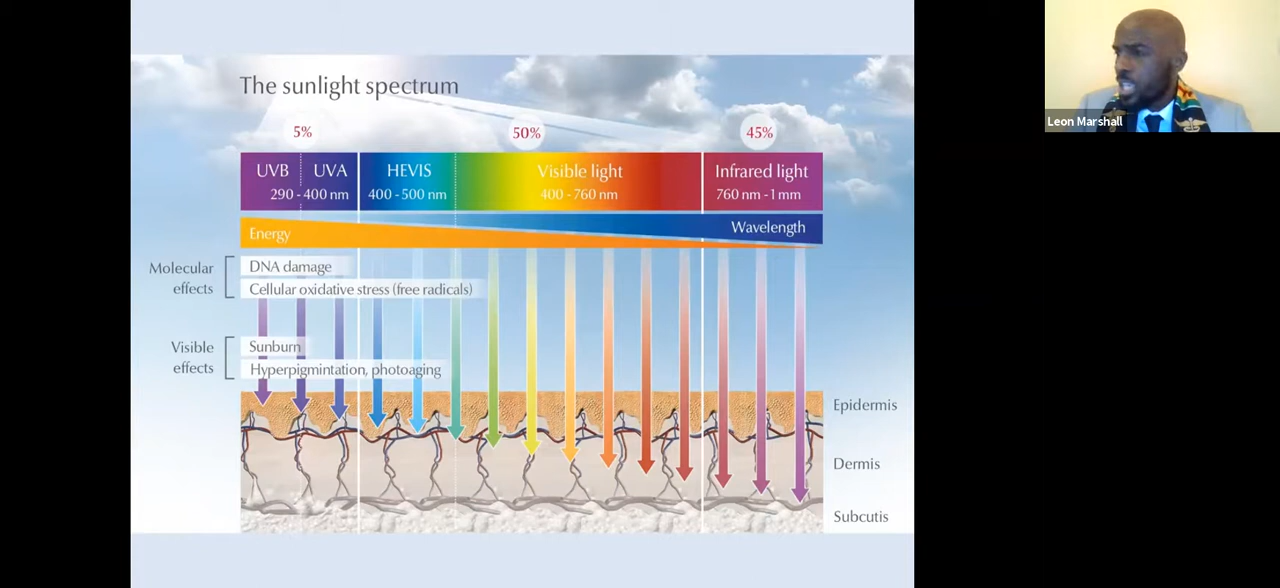 The sunlight spectrum
5%
50%
45%
UVB
UVA
HEVIS
Visible light
Infrared light
290 - 400 nm
400 - 500 nm
400 - 760 nm
760 nm - 1 mm
Wavelength
Energy
Molecular
effects
DNA damage
Cellular oxidative stress (free radicals)
Visible
effects
Sunburn
Hyperpigmintation, photoaging
Epidermis
Dermis
Subcutis
Leon Marshall